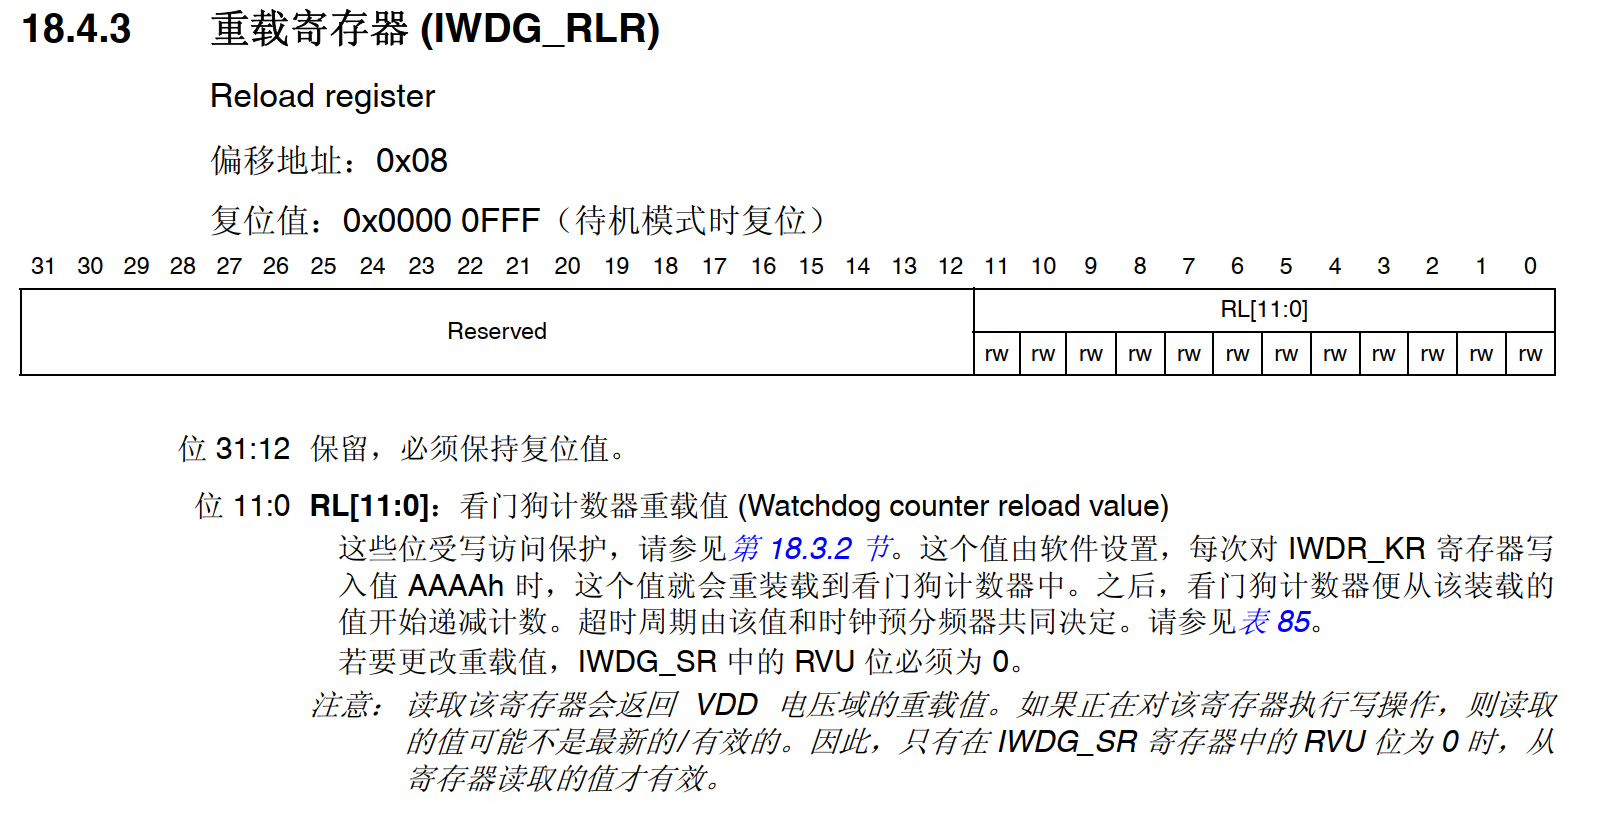 18.4.3 重载寄存器 (IWDG_RLR)
Reload register
偏移地址：0x08
复位值：0x0000 0FFF（待机模式时复位）
31 30 29 28 27 26 25 24 23 22 21 20 19 18 17 16 15 14 13 12 11 10 9 8 7 6 5 4 3 2 1 0
RL[11:0]
Reserved
rw rw rw rw rw rw rw rw rw rw rw rw
位 31:12 保留，必须保持复位值。
位 11:0 RL[11:0]：看门狗计数器重载值 (Watchdog counter reload value)
这些位受写访问保护，请参见第 18.3.2 节。这个值由软件设置，每次对 IWDR_KR 寄存器写
入值 AAAAh 时，这个值就会重装载到看门狗计数器中。之后，看门狗计数器便从该装载的
值开始递减计数。超时周期由该值和时钟预分频器共同决定。请参见表 85。
若要更改重载值，IWDG_SR 中的 RVU 位必须为 0。
注意： 读取该寄存器会返回 VDD 电压域的重载值。如果正在对该寄存器执行写操作，则读取
的值可能不是最新的/有效的。因此，只有在 IWDG_SR 寄存器中的 RVU 位为 0 时，从
寄存器读取的值才有效。